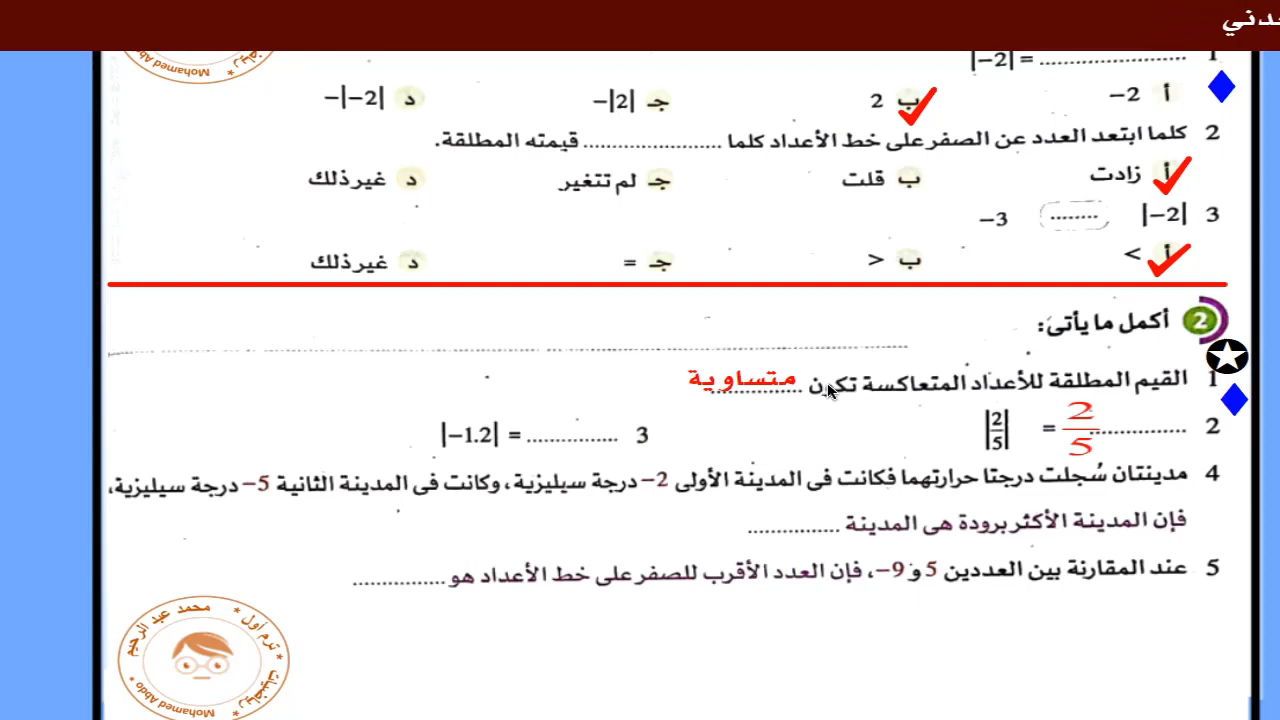 دني
1 |−2| = ........................
أ −2 ب 2 جـ −|2| د −|−2|
2 كلما ابتعد العدد عن الصفر على خط الأعداد كلما ....................... قيمته المطلقة.
أ زادت ب قلت جـ لم تتغير د غير ذلك
3 |−2| ........ −3
أ > ب < جـ = د غير ذلك
2 أكمل ما يأتى:
1 القيم المطلقة للأعداد المتعاكسة تكون متساوية
2 |2/5| = 2/5
3 |−1.2| = ...............
4 مدينتان سُجلت درجتا حرارتهما فكانت فى المدينة الأولى −2 درجة سيليزية، وكانت فى المدينة الثانية −5 درجة سيليزية،
فإن المدينة الأكثر برودة هى المدينة ...............
5 عند المقارنة بين العددين 5 و −9، فإن العدد الأقرب للصفر على خط الأعداد هو ...............
محمد عبد الرحيم * ترم أول * رياضيات * Mohamed Abdo *